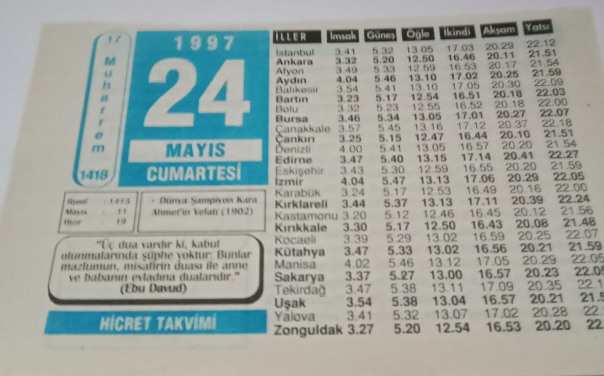 17
Muharrem
1418
1997
24
MAYIS
CUMARTESİ
Rumi : 1413
Mayıs : 11
Hızır : 19
- Dünya Şampiyon Kara
Ahmet'in Vefatı (1902)
"Üç dua vardır ki, kabul
olunmalarında şüphe yoktur: Bunlar
mazlumun, misafirin duası ile anne
ve babanın evladına dualarıdır."
(Ebu Davud)
HİCRET TAKVİMİ
İLLER İmsak Güneş Öğle İkindi Akşam Yatsı
İstanbul 3.41 5.32 13.05 17.03 20.29 22.12
Ankara 3.32 5.20 12.50 16.46 20.11 21.51
Afyon 3.49 5.33 12.59 16.53 20.17 21.54
Aydın 4.04 5.46 13.10 17.02 20.25 21.59
Balıkesir 3.54 5.41 13.10 17.05 20.30 22.09
Bartın 3.23 5.17 12.54 16.51 20.18 22.03
Bolu 3.32 5.23 12.55 16.52 20.18 22.00
Bursa 3.46 5.34 13.05 17.01 20.27 22.07
Çanakkale 3.57 5.45 13.16 17.12 20.37 22.18
Çankırı 3.25 5.15 12.47 16.44 20.10 21.51
Denizli 4.00 5.41 13.05 16.57 20.20 21.54
Edirne 3.47 5.40 13.15 17.14 20.41 22.27
Eskişehir 3.43 5.30 12.59 16.55 20.20 21.59
İzmir 4.04 5.47 13.13 17.06 20.29 22.05
Karabük 3.24 5.17 12.53 16.49 20.16 22.00
Kırklareli 3.44 5.37 13.13 17.11 20.39 22.24
Kastamonu 3.20 5.12 12.46 16.45 20.12 21.56
Kırıkkale 3.30 5.17 12.50 16.43 20.08 21.48
Kocaeli 3.39 5.29 13.02 16.59 20.25 22.07
Kütahya 3.47 5.33 13.02 16.56 20.21 21.59
Manisa 4.02 5.46 13.12 17.05 20.29 22.05
Sakarya 3.37 5.27 13.00 16.57 20.23 22.05
Tekirdağ 3.47 5.38 13.11 17.09 20.35 22.1
Uşak 3.54 5.38 13.04 16.57 20.21 21.5
Yalova 3.41 5.32 13.07 17.02 20.28 22.
Zonguldak 3.27 5.20 12.54 16.53 20.20 22.